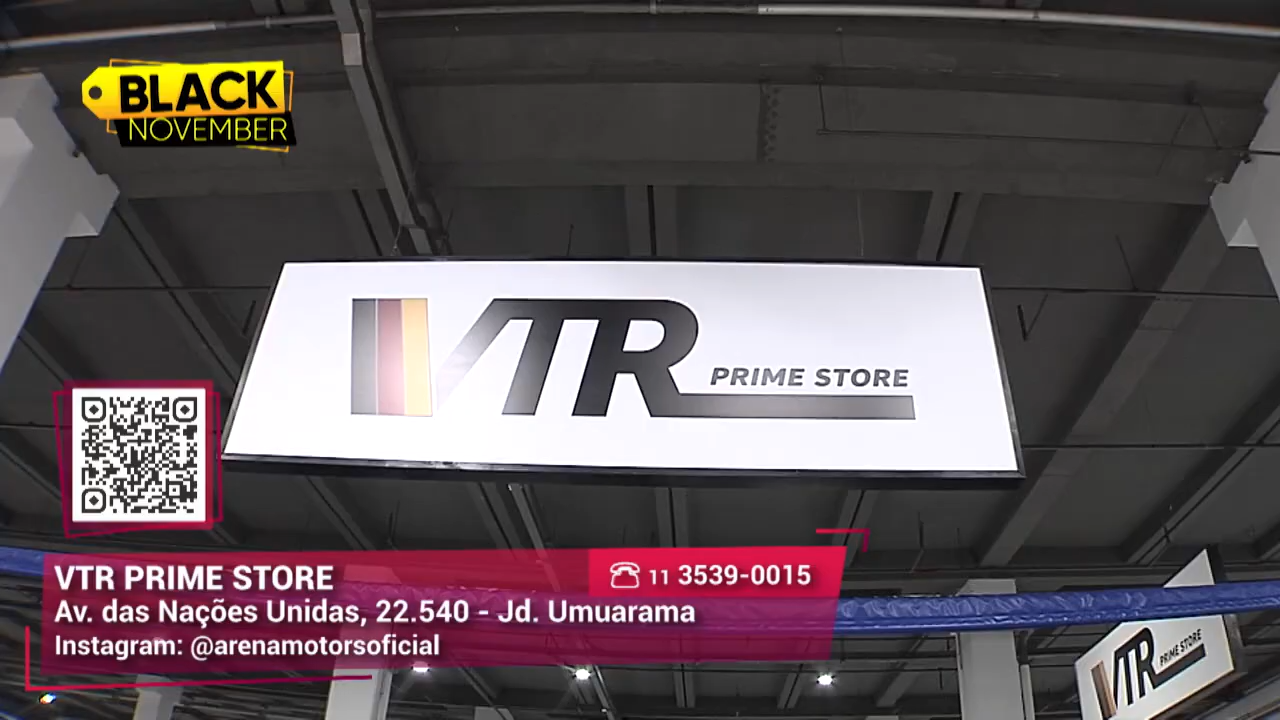 BLACK
NOVEMBER
VTR PRIME STORE
VTR PRIME STORE
11 3539-0015
Av. das Nações Unidas, 22.540 - Jd. Umuarama
Instagram: @arenamotorsoficial
VTR PRIME STORE